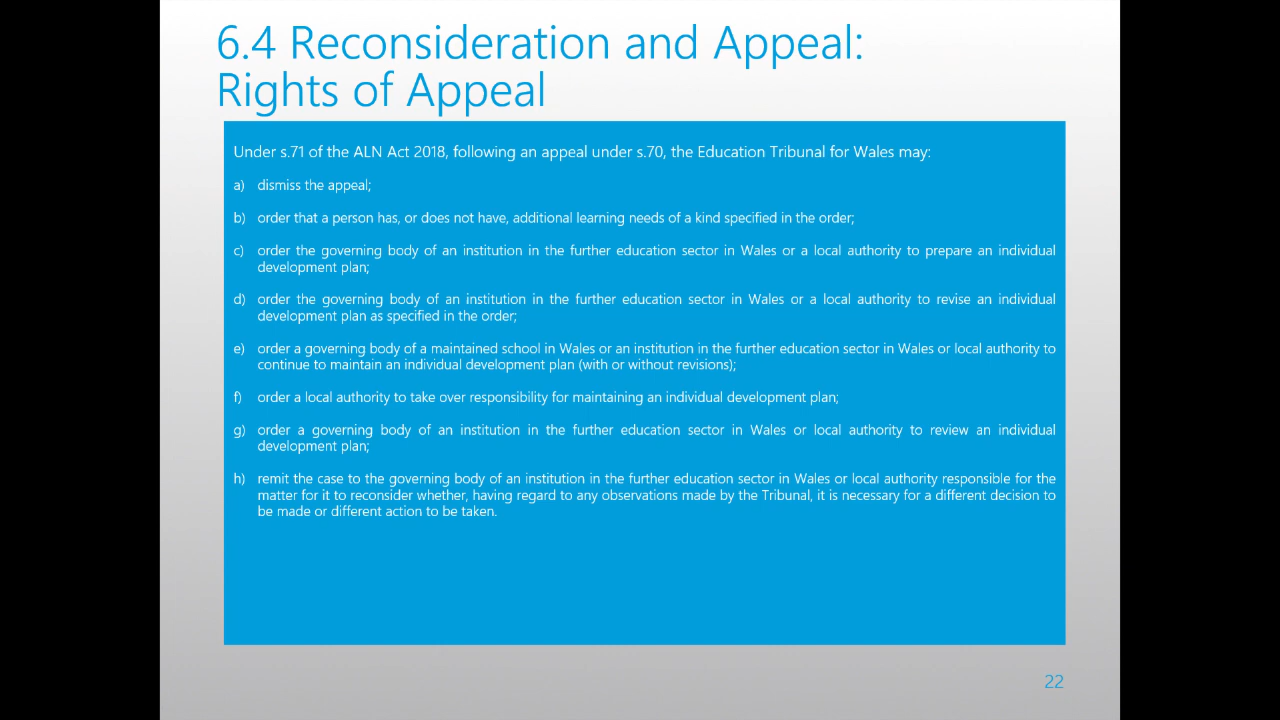 6.4 Reconsideration and Appeal:
Rights of Appeal
Under s.71 of the ALN Act 2018, following an appeal under s.70, the Education Tribunal for Wales may:
a) dismiss the appeal;
b) order that a person has, or does not have, additional learning needs of a kind specified in the order;
c) order the governing body of an institution in the further education sector in Wales or a local authority to prepare an individual
development plan;
d) order the governing body of an institution in the further education sector in Wales or a local authority to revise an individual
development plan as specified in the order;
e) order a governing body of a maintained school in Wales or an institution in the further education sector in Wales or local authority to
continue to maintain an individual development plan (with or without revisions);
f) order a local authority to take over responsibility for maintaining an individual development plan;
g) order a governing body of an institution in the further education sector in Wales or local authority to review an individual
development plan;
h) remit the case to the governing body of an institution in the further education sector in Wales or local authority responsible for the
matter for it to reconsider whether, having regard to any observations made by the Tribunal, it is necessary for a different decision to
be made or different action to be taken.
22